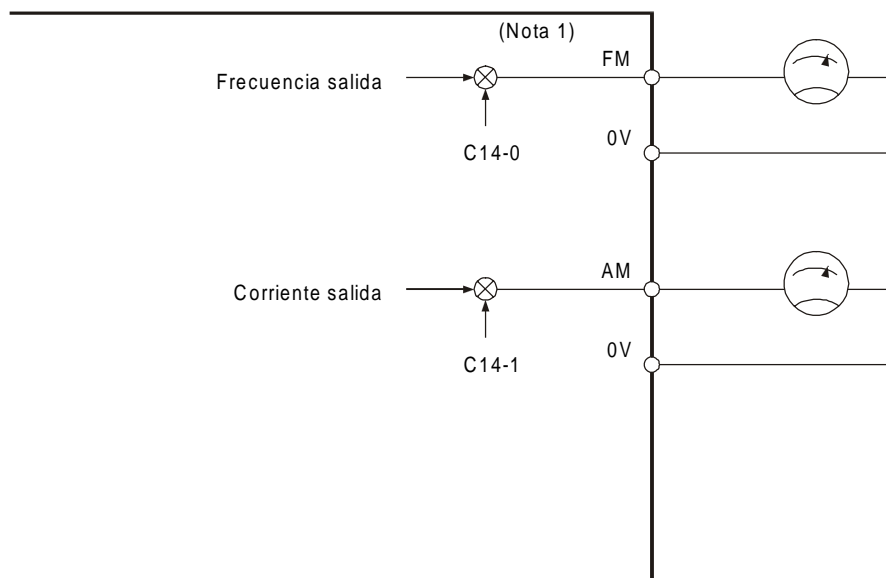 (Nota 1)
FM
Frecuencia salida
C14-0
0V
AM
Corriente salida
C14-1
0V